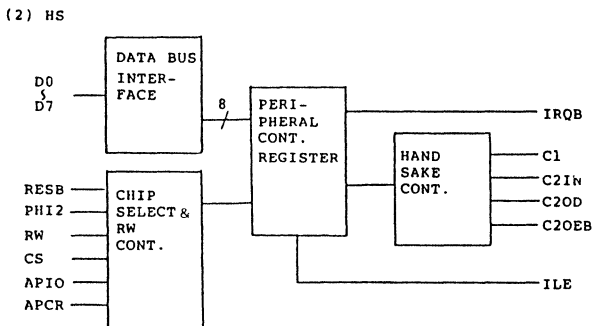 (2) HS
DATA BUS
INTER-
FACE
D0
D7
8
PERI-
PHERAL
CONT.
REGISTER
IRQB
HAND
SAKE
CONT.
C1
C2IN
C2OD
C2OEB
RESB
PHI2
RW
CS
APIO
APCR
CHIP
SELECT &
RW
CONT.
ILE